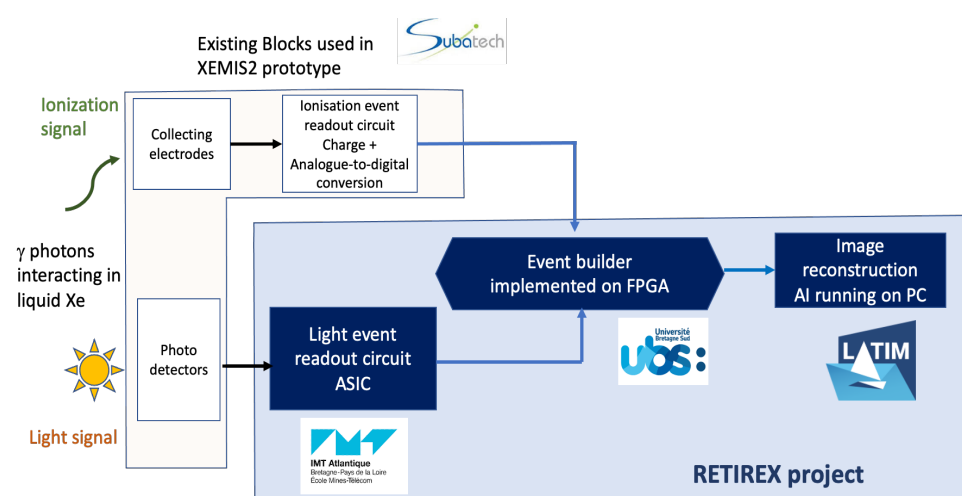 Existing Blocks used in
XEMIS2 prototype
Subatech
Ionization
signal
Collecting
electrodes
Ionisation event
readout circuit
Charge +
Analogue-to-digital
conversion
γ photons
interacting in
liquid Xe
Event builder
implemented on FPGA
Image
reconstruction
AI running on PC
Photo
detectors
Light event
readout circuit
ASIC
Université
Bretagne Sud
ubs:
LATIM
Light signal
IMT Atlantique
Bretagne-Pays de la Loire
École Mines-Télécom
RETIREX project